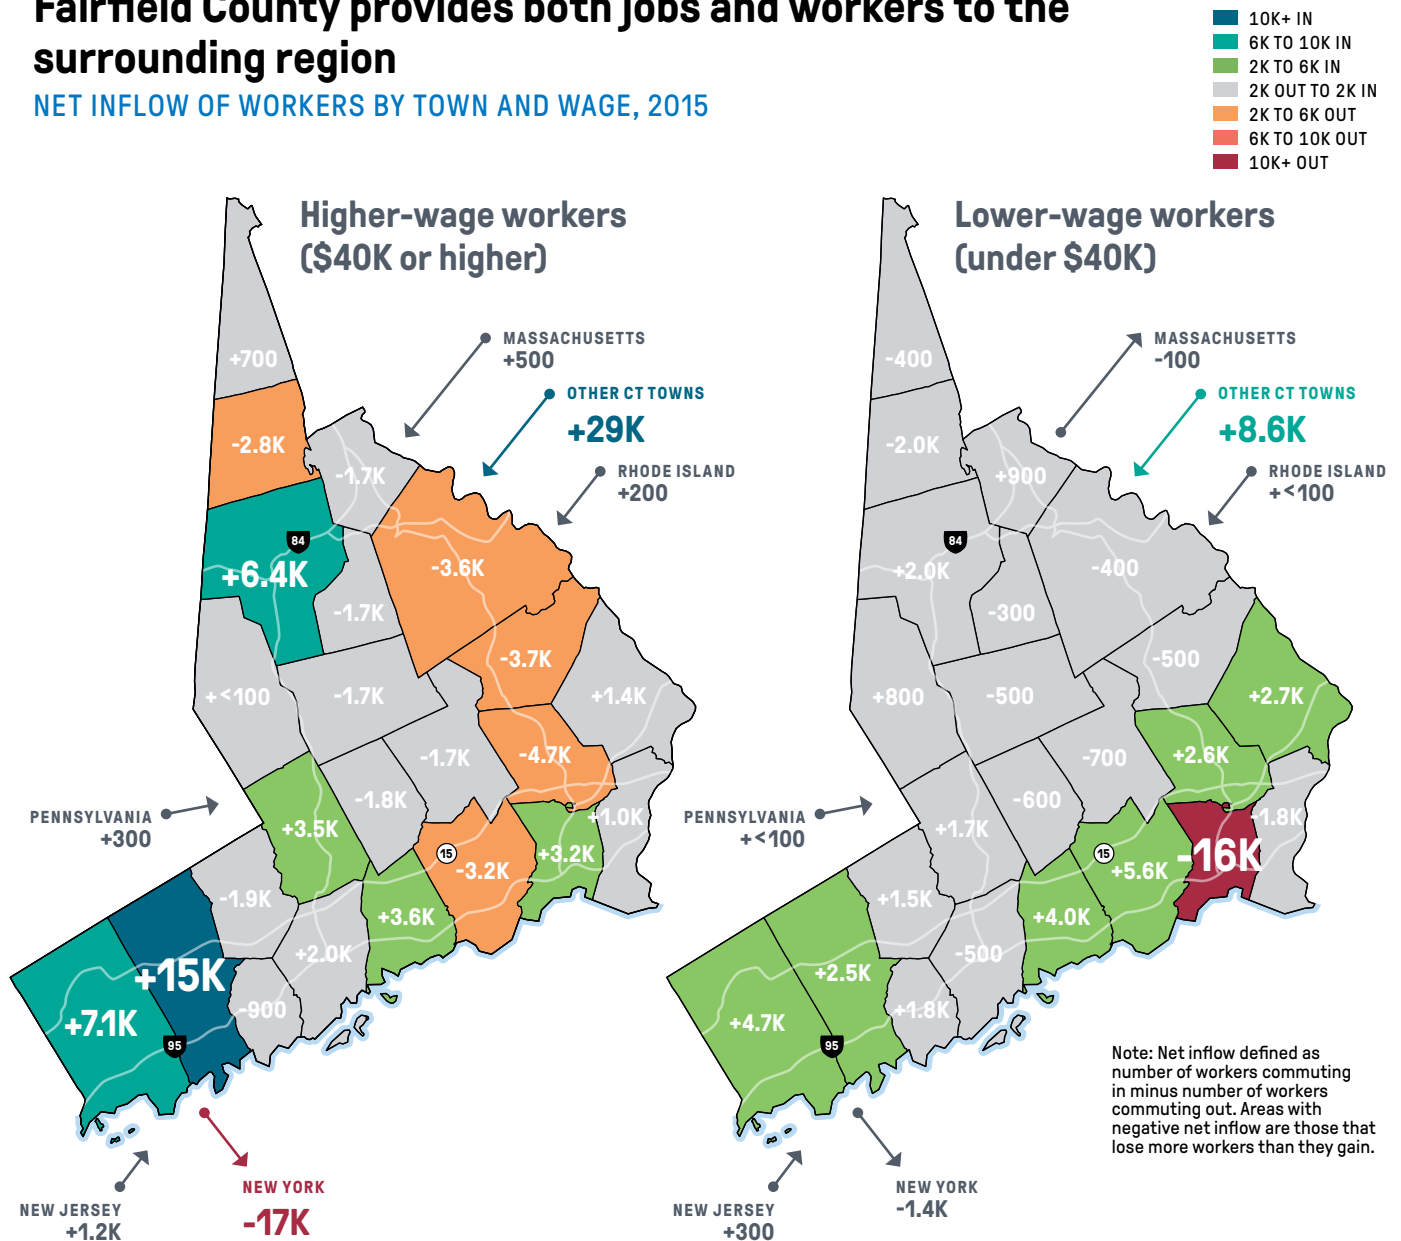 Fairfield County provides both jobs and workers to the
surrounding region
NET INFLOW OF WORKERS BY TOWN AND WAGE, 2015
10K+ IN
6K TO 10K IN
2K TO 6K IN
2K OUT TO 2K IN
2K TO 6K OUT
6K TO 10K OUT
10K+ OUT
Higher-wage workers
($40K or higher)
MASSACHUSETTS
+500
OTHER CT TOWNS
+29K
RHODE ISLAND
+200
+700
-2.8K
-1.7K
84
+6.4K
-3.6K
-1.7K
-3.7K
+<100
-1.7K
+1.4K
-1.7K
-4.7K
PENNSYLVANIA
+300
-1.8K
+3.5K
+1.0K
15
-3.2K
+3.2K
-1.9K
+3.6K
+2.0K
+15K
-900
+7.1K
95
NEW YORK
-17K
NEW JERSEY
+1.2K
Lower-wage workers
(under $40K)
MASSACHUSETTS
-100
OTHER CT TOWNS
+8.6K
RHODE ISLAND
+<100
-400
-2.0K
+900
84
+2.0K
-400
-300
-500
+800
-500
+2.7K
-700
+2.6K
PENNSYLVANIA
+<100
-600
+1.7K
-1.8K
15
+5.6K
-16K
+1.5K
+4.0K
-500
+2.5K
+1.8K
+4.7K
95
NEW YORK
-1.4K
NEW JERSEY
+300
Note: Net inflow defined as
number of workers commuting
in minus number of workers
commuting out. Areas with
negative net inflow are those that
lose more workers than they gain.